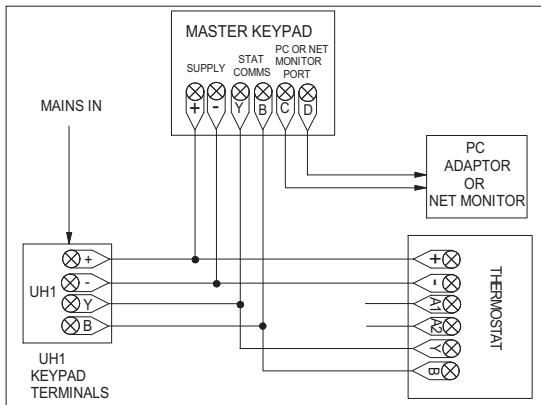 MASTER KEYPAD
SUPPLY
STAT
COMMS
PC OR NET
MONITOR
PORT
+ - Y B C D
MAINS IN
PC
ADAPTOR
OR
NET MONITOR
UH1
+
-
Y
B
UH1
KEYPAD
TERMINALS
THERMOSTAT
+
-
A1
A2
Y
B